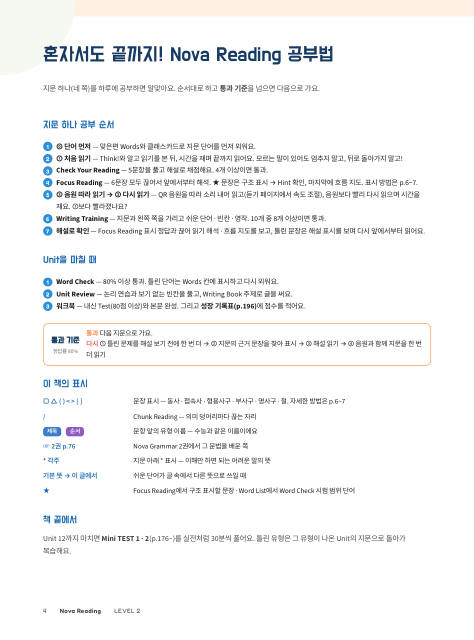 혼자서도 끝까지! Nova Reading 공부법
지문 하나(네 쪽)를 하루에 공부하면 알맞아요. 순서대로 하고 통과 기준을 넘으면 다음으로 가요.
지문 하나 공부 순서
1 ⓪ 단어 먼저 — 맞은편 Words와 클래스카드로 지문 단어를 먼저 외워요.
2 ① 처음 읽기 — Think!와 알고 읽기를 본 뒤, 시간을 재며 끝까지 읽어요. 모르는 말이 있어도 멈추지 말고, 뒤로 돌아가지 말고!
3 Check Your Reading — 5문항을 풀고 해설로 채점해요. 4개 이상이면 통과.
4 Focus Reading — 6문장 모두 끊어서 앞에서부터 해석. ★ 문장은 구조 표시 → Hint 확인, 마지막에 흐름 지도. 표시 방법은 p.6–7.
5 ② 음원 따라 읽기 → ③ 다시 읽기 — QR 음원을 따라 소리 내어 읽고(듣기 페이지에서 속도 조절), 음원보다 빨리 다시 읽으며 시간을
재요. ①보다 빨라졌나요?
6 Writing Training — 지문과 왼쪽 쪽을 가리고 쉬운 단어 · 빈칸 · 영작. 10개 중 8개 이상이면 통과.
7 해설로 확인 — Focus Reading 표시 정답과 끊어 읽기 해석 · 흐름 지도를 보고, 틀린 문장은 해설 표시를 보며 다시 앞에서부터 읽어요.
Unit을 마칠 때
1 Word Check — 80% 이상 통과. 틀린 단어는 Words 칸에 표시하고 다시 외워요.
2 Unit Review — 논리 연습과 보기 없는 빈칸을 풀고, Writing Book 주제로 글을 써요.
3 워크북 — 내신 Test(80점 이상)와 본문 완성. 그리고 성장 기록표(p.196)에 점수를 적어요.
통과 기준
정답률 80%
통과 다음 지문으로 가요.
다시 ① 틀린 문제를 해설 보기 전에 한 번 더 → ② 지문의 근거 문장을 찾아 표시 → ③ 해설 읽기 → ④ 음원과 함께 지문을 한 번
더 읽기
이 책의 표시
□ △ ( ) < > [ ] 문장 표시 — 동사 · 접속사 · 형용사구 · 부사구 · 명사구 · 절. 자세한 방법은 p.6–7
/ Chunk Reading — 의미 덩어리마다 끊는 자리
제목 순서 문항 앞의 유형 이름 — 수능과 같은 이름이에요
☞ 2권 p.76 Nova Grammar 2권에서 그 문법을 배운 쪽
* 각주 지문 아래 * 표시 — 이해만 하면 되는 어려운 말의 뜻
기본 뜻 → 이 글에서 쉬운 단어가 글 속에서 다른 뜻으로 쓰일 때
★ Focus Reading에서 구조 표시할 문장 · Word List에서 Word Check 시험 범위 단어
책 끝에서
Unit 12까지 마치면 Mini TEST 1 · 2(p.176–)를 실전처럼 30분씩 풀어요. 틀린 유형은 그 유형이 나온 Unit의 지문으로 돌아가
복습해요.
4 Nova Reading LEVEL 2